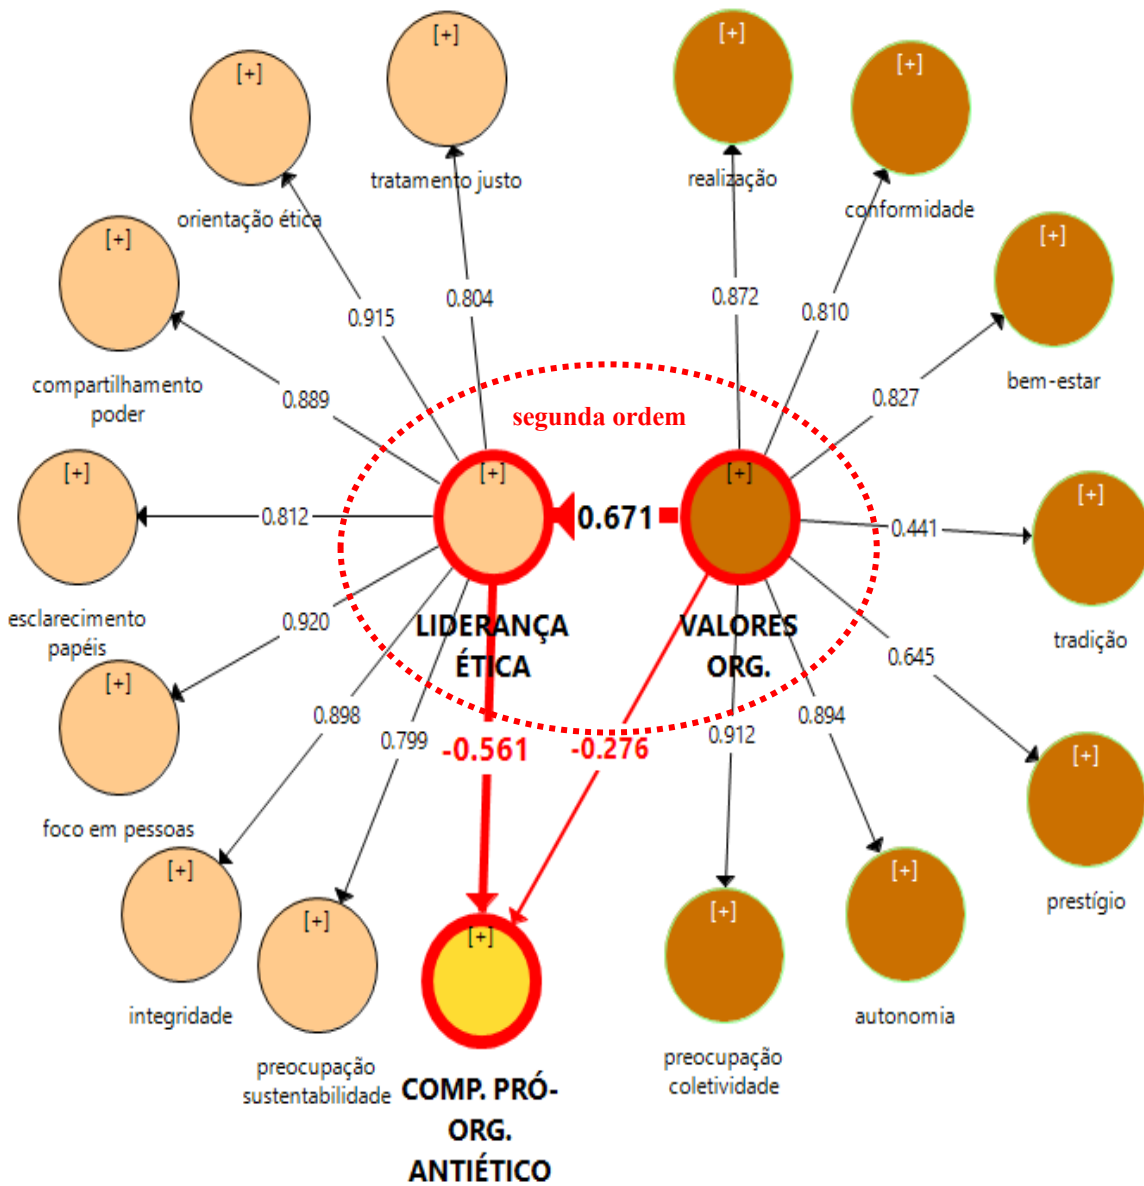 [+]
[+]
[+]
[+]
tratamento justo
realização
orientação ética
conformidade
[+]
[+]
0.804
0.872
0.915
0.810
compartilhamento
poder
bem-estar
0.889
0.827
segunda ordem
[+]
[+]
[+]
[+]
0.812
0.671
0.441
esclarecimento
papéis
0.920
LIDERANÇA
ÉTICA
VALORES
ORG.
tradição
0.645
[+]
0.898
0.799
-0.561
-0.276
0.912
0.894
[+]
foco em pessoas
[+]
[+]
prestígio
[+]
[+]
[+]
integridade
autonomia
preocupação
sustentabilidade
preocupação
coletividade
COMP. PRÓ-
ORG.
ANTIÉTICO